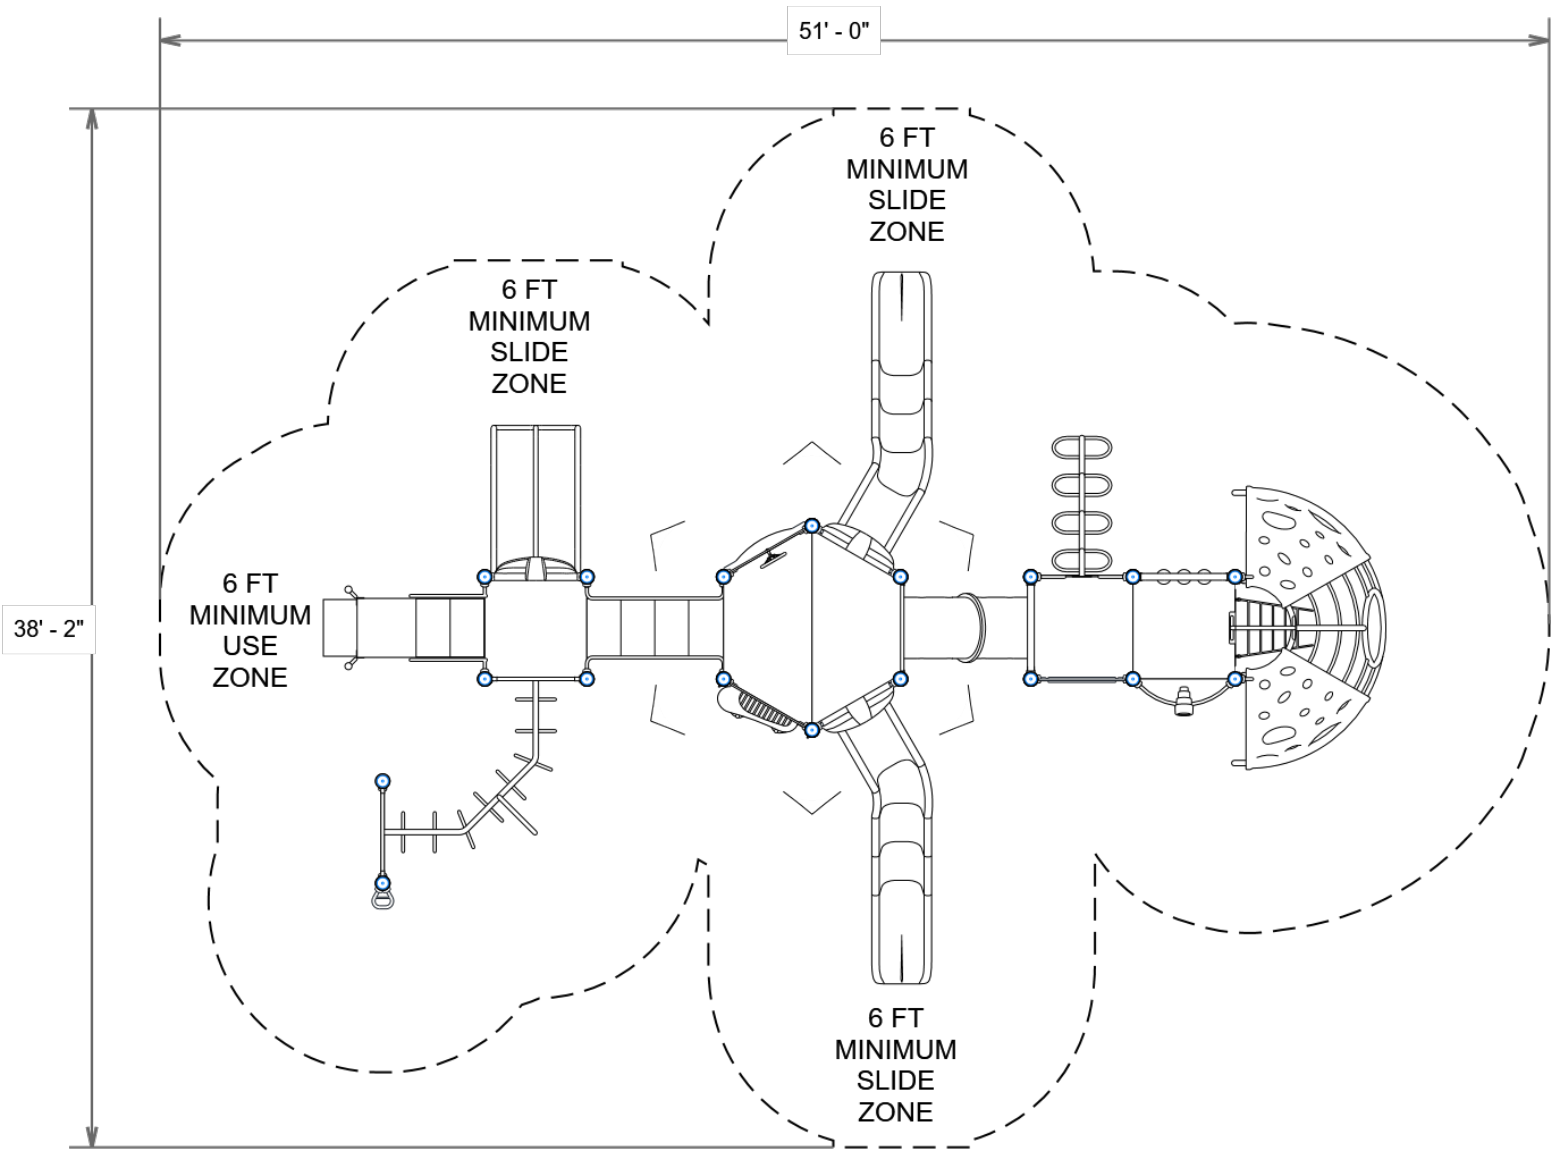 51' - 0"
6 FT
MINIMUM
SLIDE
ZONE
6 FT
MINIMUM
SLIDE
ZONE
6 FT
MINIMUM
USE
ZONE
38' - 2"
6 FT
MINIMUM
SLIDE
ZONE